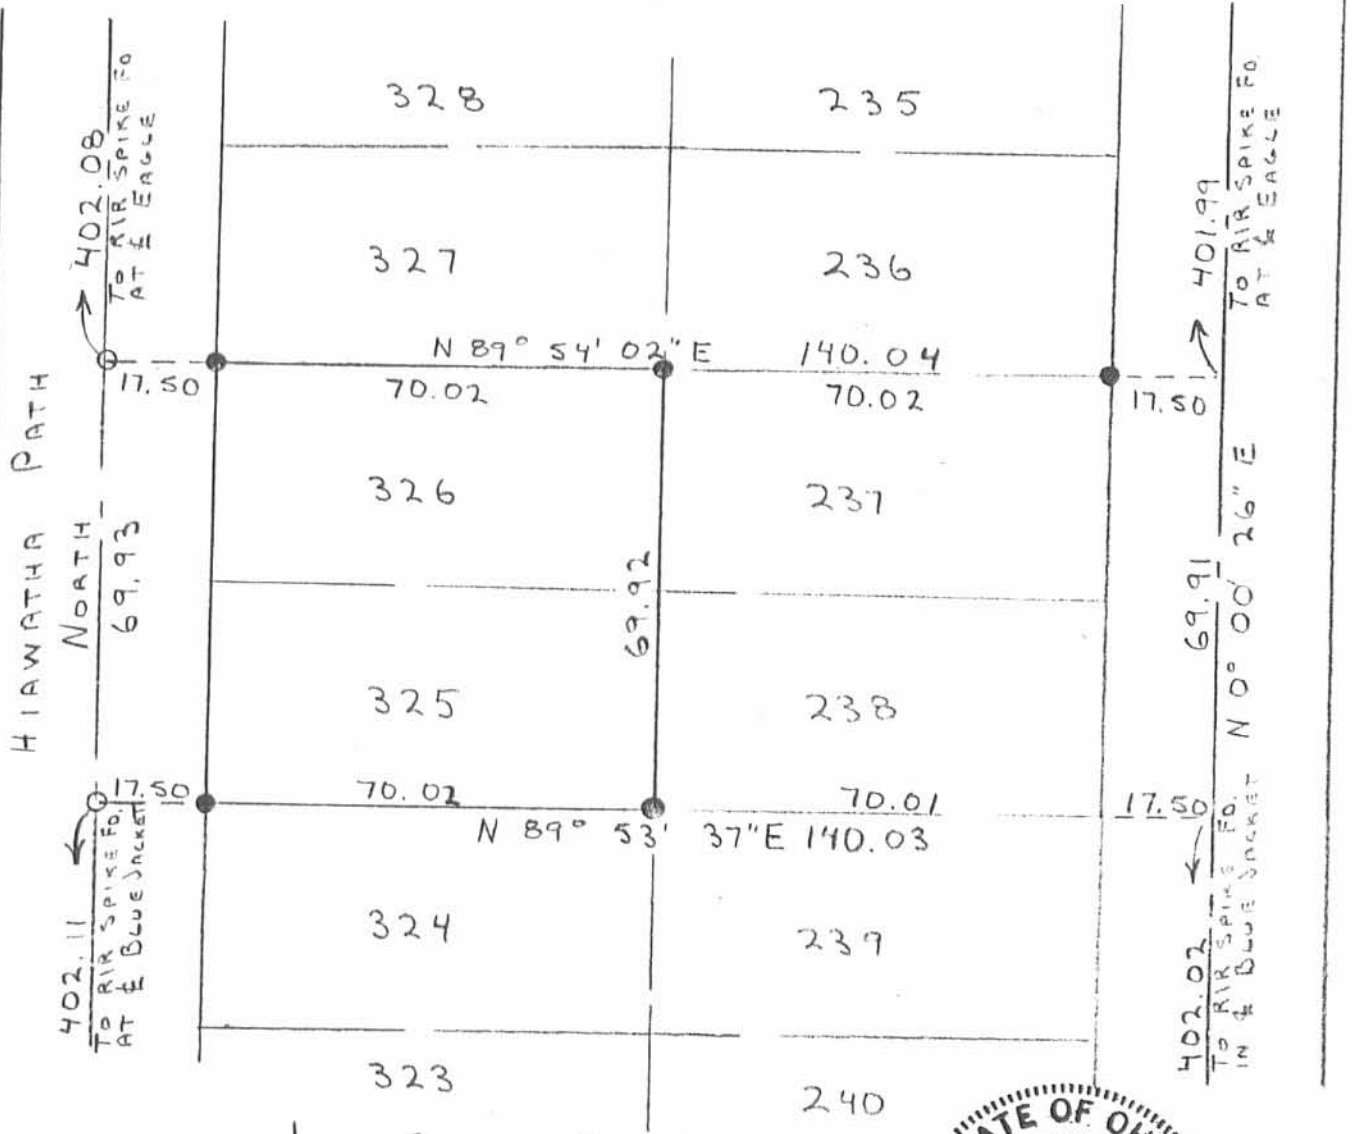 328
235
402.08
TO R/R SPIKE FD
AT ℄ EAGLE
401.99
TO R/R SPIKE FD.
AT ℄ EAGLE
327
236
N 89° 54' 02" E 140.04
17.50
70.02
70.02
17.50
HIAWATHA PATH
NORTH
69.93
326
237
69.92
69.91
N 0° 00' 26" E
325
238
17.50
70.02
70.01
17.50
N 89° 53' 37" E 140.03
402.11
TO R/R SPIKE FD.
AT ℄ BLUE JACKET
324
239
402.02
TO R/R SPIKE FD.
IN ℄ BLUE JACKET
323
240
ATE OF